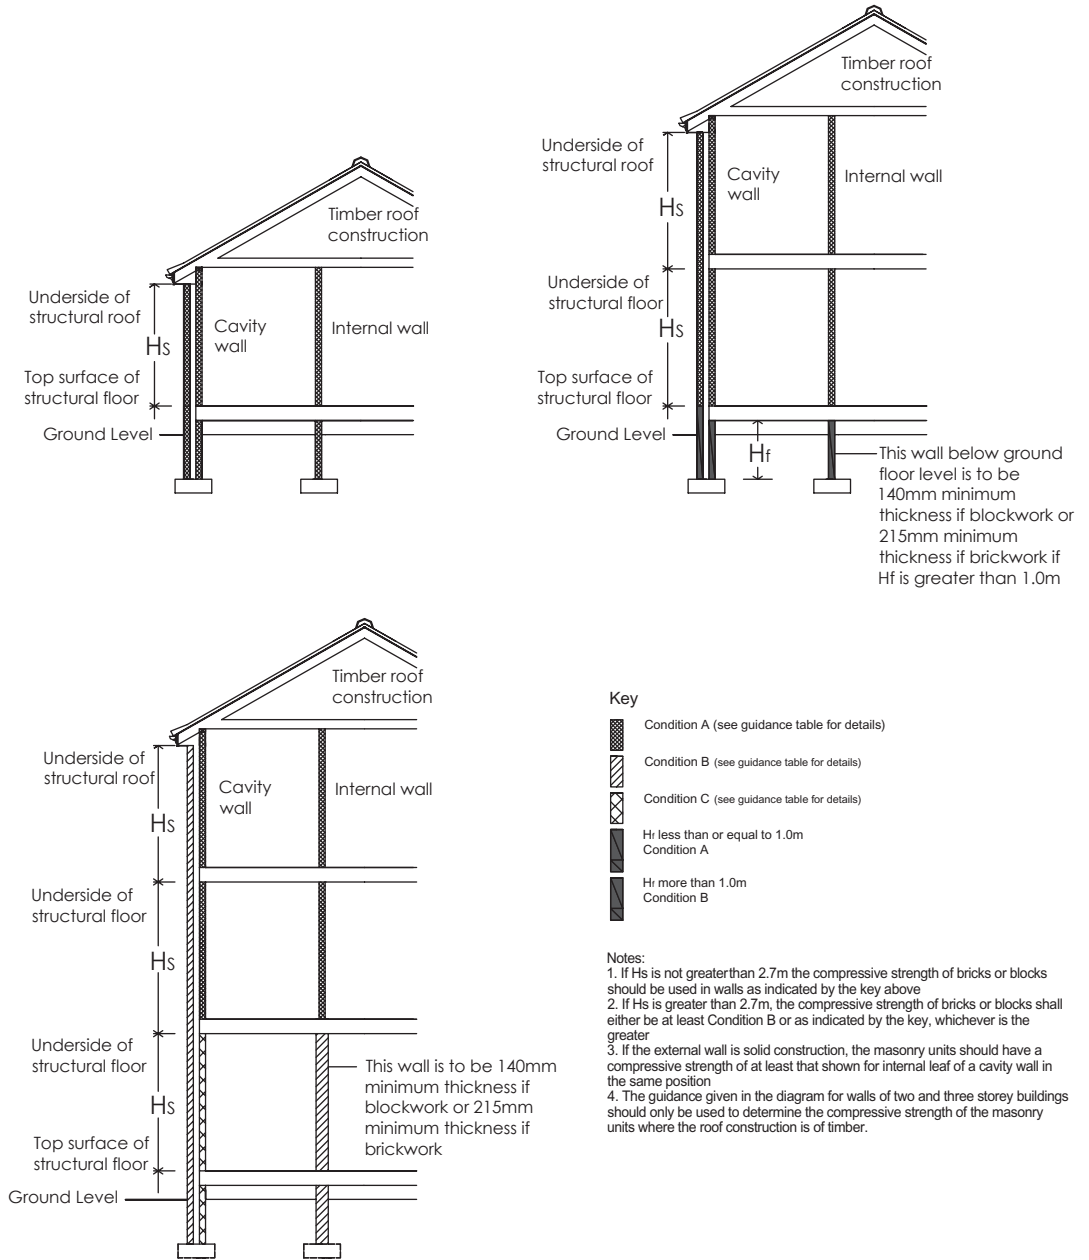 Timber roof
construction
Underside of
structural roof
Cavity
wall
Internal wall
Hs
Top surface of
structural floor
Ground Level
Timber roof
construction
Underside of
structural roof
Cavity
wall
Internal wall
Hs
Underside of
structural floor
Hs
Top surface of
structural floor
Ground Level
Hf
This wall below ground
floor level is to be
140mm minimum
thickness if blockwork or
215mm minimum
thickness if brickwork if
Hf is greater than 1.0m
Timber roof
construction
Underside of
structural roof
Cavity
wall
Internal wall
Hs
Underside of
structural floor
Hs
Underside of
structural floor
Hs
This wall is to be 140mm
minimum thickness if
blockwork or 215mm
minimum thickness if
brickwork
Top surface of
structural floor
Ground Level
Key
Condition A (see guidance table for details)
Condition B (see guidance table for details)
Condition C (see guidance table for details)
Hf less than or equal to 1.0m
Condition A
Hf more than 1.0m
Condition B
Notes:
1. If Hs is not greaterthan 2.7m the compressive strength of bricks or blocks
should be used in walls as indicated by the key above
2. If Hs is greater than 2.7m, the compressive strength of bricks or blocks shall
either be at least Condition B or as indicated by the key, whichever is the
greater
3. If the external wall is solid construction, the masonry units should have a
compressive strength of at least that shown for internal leaf of a cavity wall in
the same position
4. The guidance given in the diagram for walls of two and three storey buildings
should only be used to determine the compressive strength of the masonry
units where the roof construction is of timber.